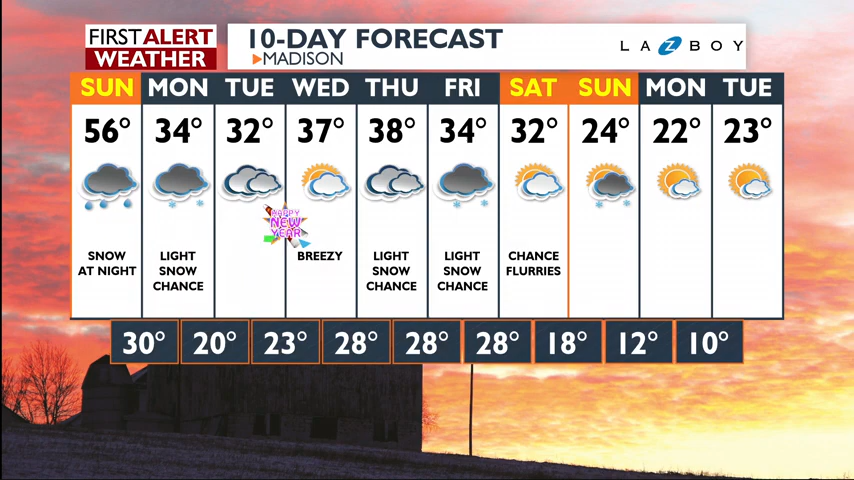 FIRST ALERT
WEATHER
10-DAY FORECAST
MADISON
LA Z BOY
SUN MON TUE WED THU FRI SAT SUN MON TUE
56° 34° 32° 37° 38° 34° 32° 24° 22° 23°
HAPPY
NEW
YEAR
SNOW
AT NIGHT
LIGHT
SNOW
CHANCE
BREEZY
LIGHT
SNOW
CHANCE
LIGHT
SNOW
CHANCE
CHANCE
FLURRIES
30° 20° 23° 28° 28° 28° 18° 12° 10°